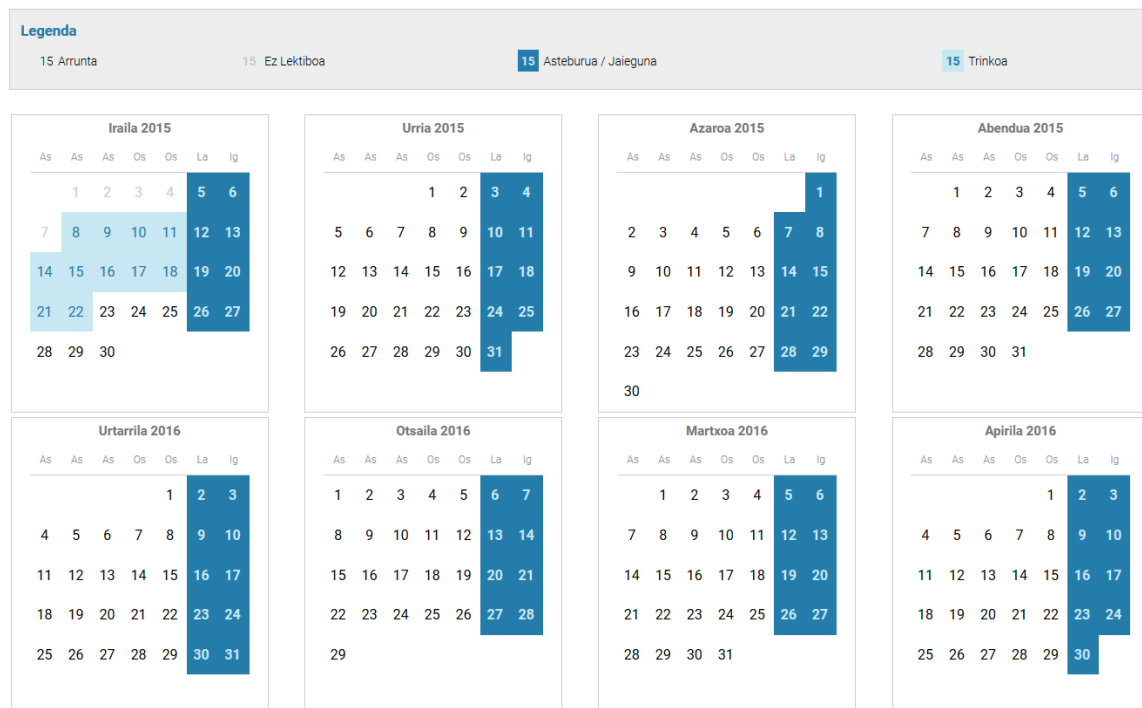 Legenda
15 Arrunta 15 Ez Lektiboa 15 Asteburua / Jaieguna 15 Trinkoa
Iraila 2015
As As As Os Os La Ig
1 2 3 4 5 6
7 8 9 10 11 12 13
14 15 16 17 18 19 20
21 22 23 24 25 26 27
28 29 30
Urria 2015
As As As Os Os La Ig
1 2 3 4
5 6 7 8 9 10 11
12 13 14 15 16 17 18
19 20 21 22 23 24 25
26 27 28 29 30 31
Azaroa 2015
As As As Os Os La Ig
1
2 3 4 5 6 7 8
9 10 11 12 13 14 15
16 17 18 19 20 21 22
23 24 25 26 27 28 29
30
Abendua 2015
As As As Os Os La Ig
1 2 3 4 5 6
7 8 9 10 11 12 13
14 15 16 17 18 19 20
21 22 23 24 25 26 27
28 29 30 31
Urtarrila 2016
As As As Os Os La Ig
1 2 3
4 5 6 7 8 9 10
11 12 13 14 15 16 17
18 19 20 21 22 23 24
25 26 27 28 29 30 31
Otsaila 2016
As As As Os Os La Ig
1 2 3 4 5 6 7
8 9 10 11 12 13 14
15 16 17 18 19 20 21
22 23 24 25 26 27 28
29
Martxoa 2016
As As As Os Os La Ig
1 2 3 4 5 6
7 8 9 10 11 12 13
14 15 16 17 18 19 20
21 22 23 24 25 26 27
28 29 30 31
Apirila 2016
As As As Os Os La Ig
1 2 3
4 5 6 7 8 9 10
11 12 13 14 15 16 17
18 19 20 21 22 23 24
25 26 27 28 29 30